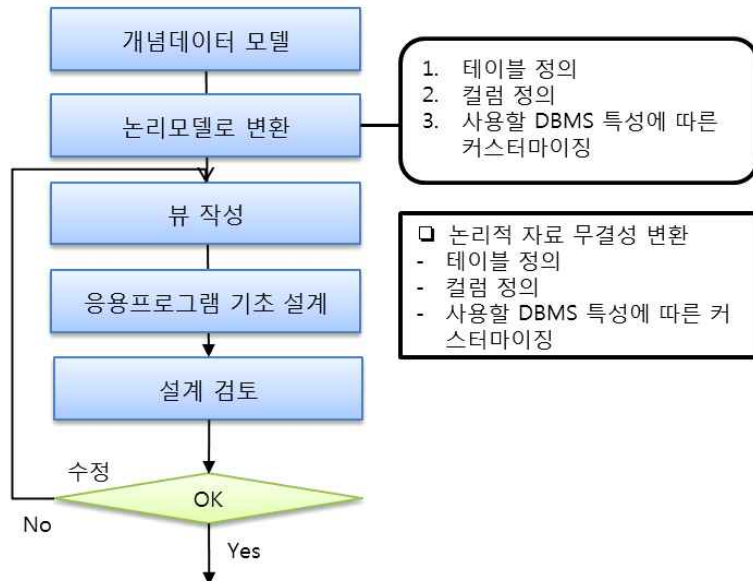 개념데이터 모델
논리모델로 변환
1. 테이블 정의
2. 컬럼 정의
3. 사용할 DBMS 특성에 따른
커스터마이징
뷰 작성
❑ 논리적 자료 무결성 변환
- 테이블 정의
- 컬럼 정의
- 사용할 DBMS 특성에 따른 커
스터마이징
응용프로그램 기초 설계
설계 검토
수정
OK
No
Yes